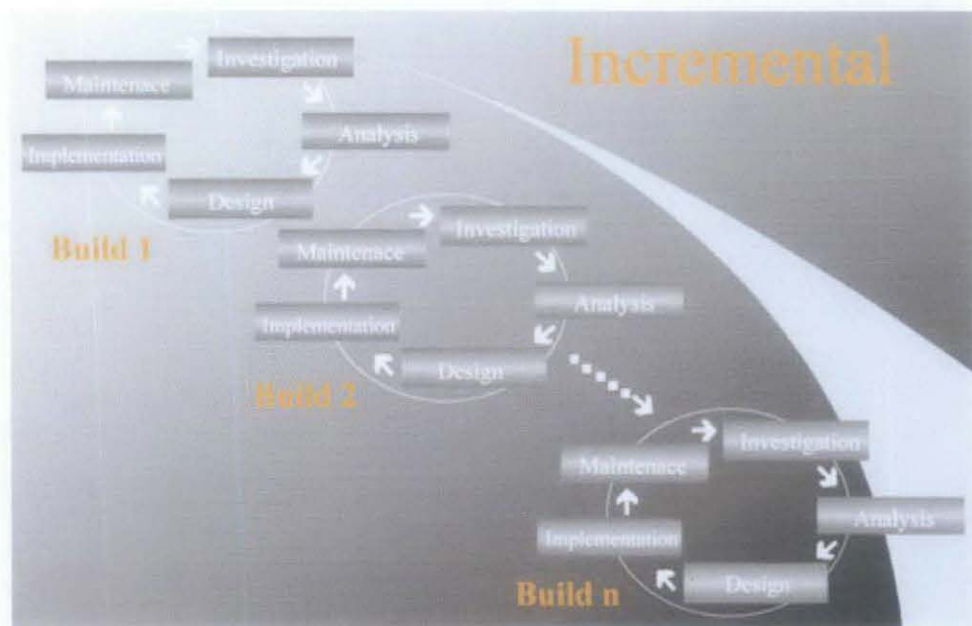 Incremental
Investigation
Maintenace
Analysis
Implementation
Design
Build 1
Investigation
Maintenace
Analysis
Implementation
Design
Build 2
Investigation
Maintenace
Analysis
Implementation
Design
Build n